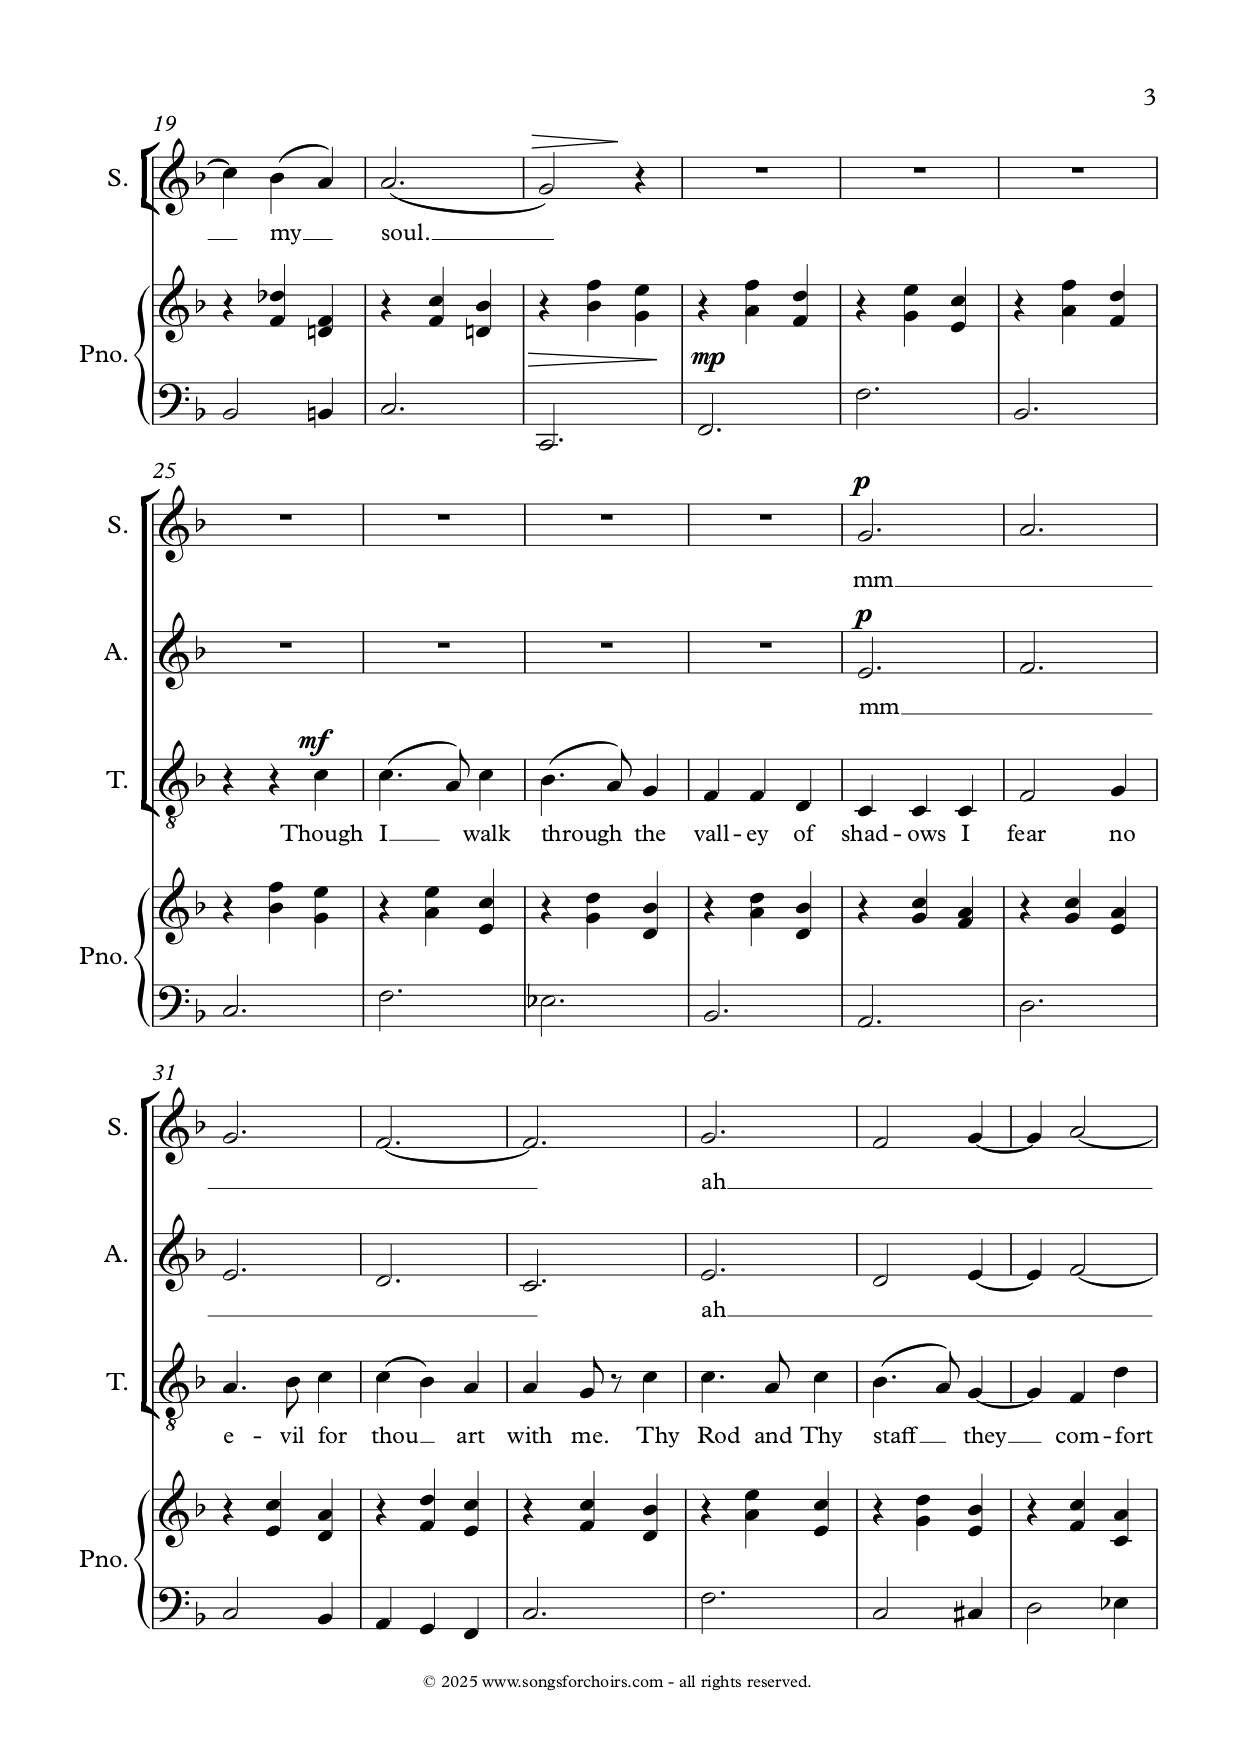 3
19
S.
my soul.
Pno.
mp
25
p
S.
mm
p
A.
mm
mf
T.
Though I walk through the vall - ey of shad - ows I fear no
Pno.
31
S.
ah
A.
ah
T.
e - vil for thou art with me. Thy Rod and Thy staff they com - fort
Pno.
© 2025 www.songsforchoirs.com - all rights reserved.